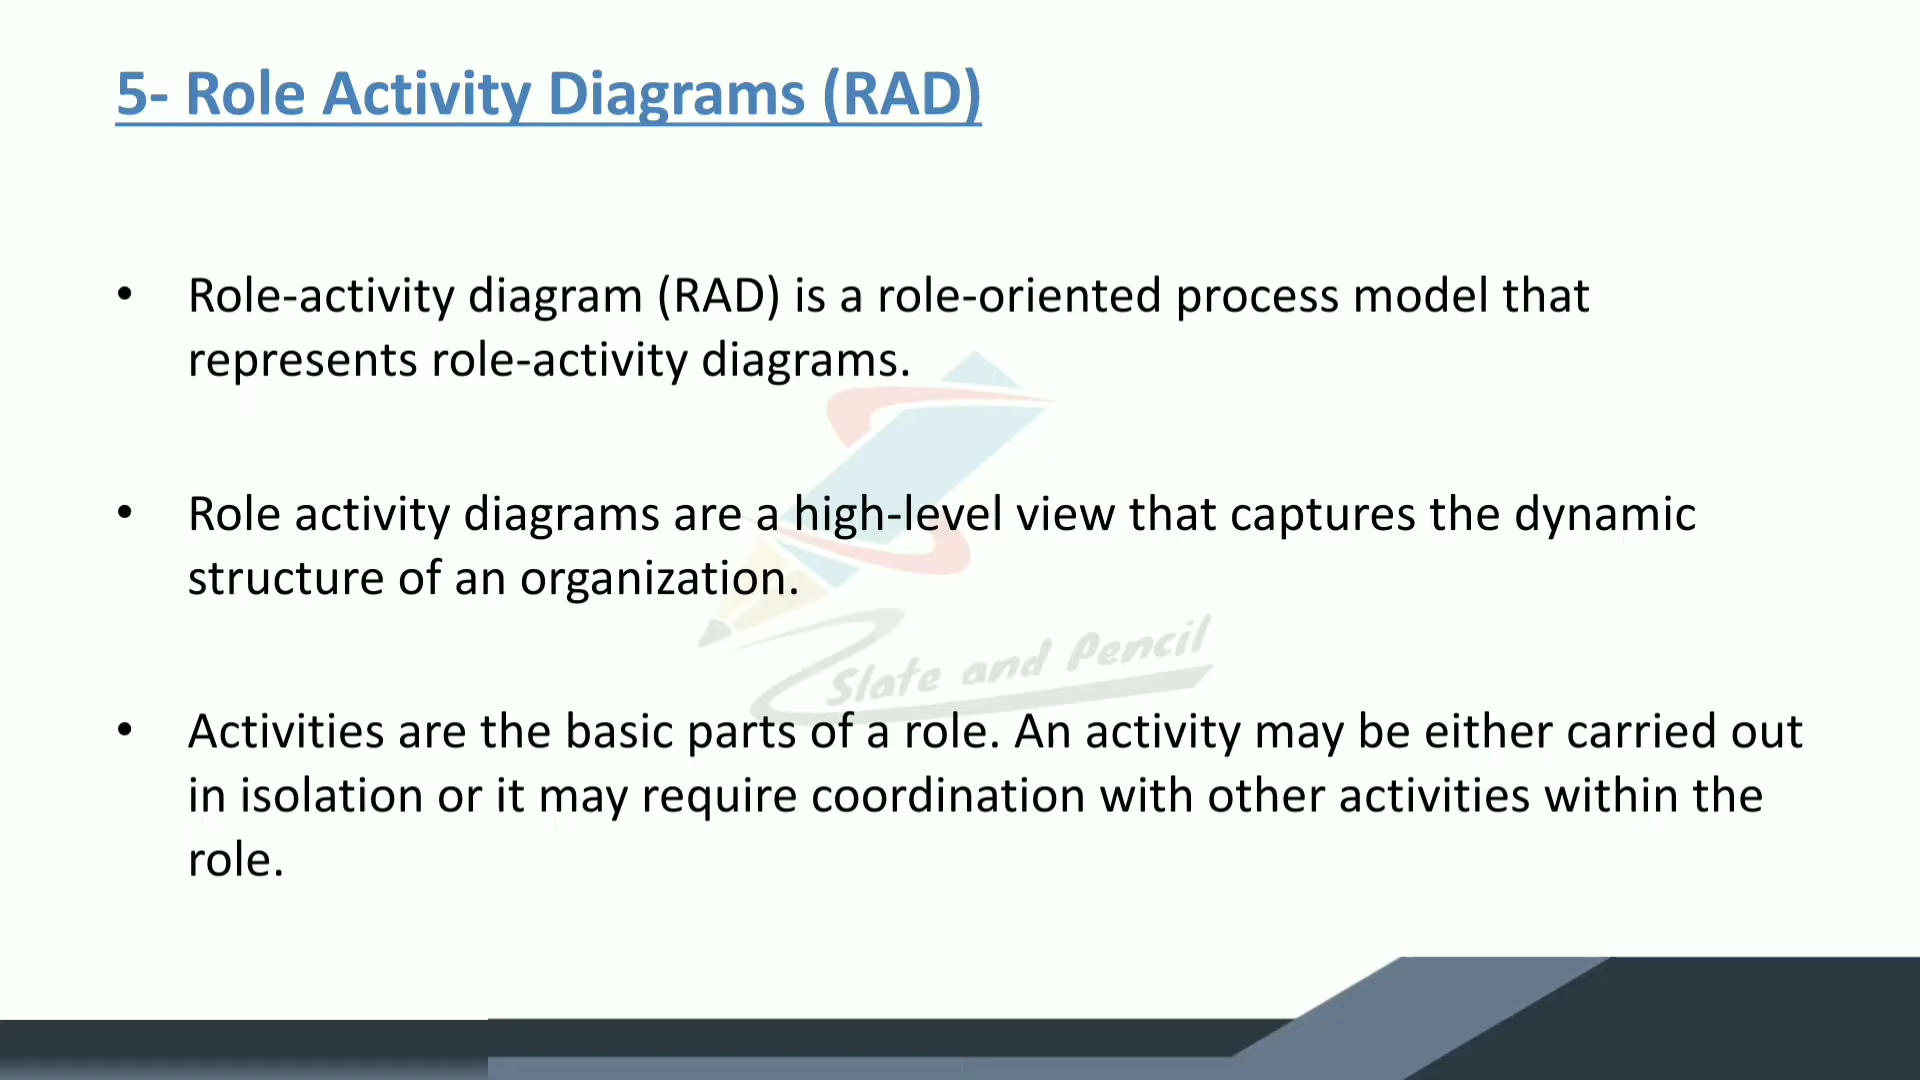 5- Role Activity Diagrams (RAD)
• Role-activity diagram (RAD) is a role-oriented process model that
represents role-activity diagrams.
• Role activity diagrams are a high-level view that captures the dynamic
structure of an organization.
Slate and Pencil
• Activities are the basic parts of a role. An activity may be either carried out
in isolation or it may require coordination with other activities within the
role.